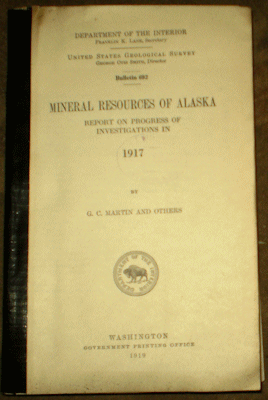 DEPARTMENT OF THE INTERIOR
FRANKLIN K. LANE, Secretary
UNITED STATES GEOLOGICAL SURVEY
GEORGE OTIS SMITH, Director
Bulletin 692
MINERAL RESOURCES OF ALASKA
REPORT ON PROGRESS OF
INVESTIGATIONS IN
1917
BY
G. C. MARTIN AND OTHERS
WASHINGTON
GOVERNMENT PRINTING OFFICE
1919